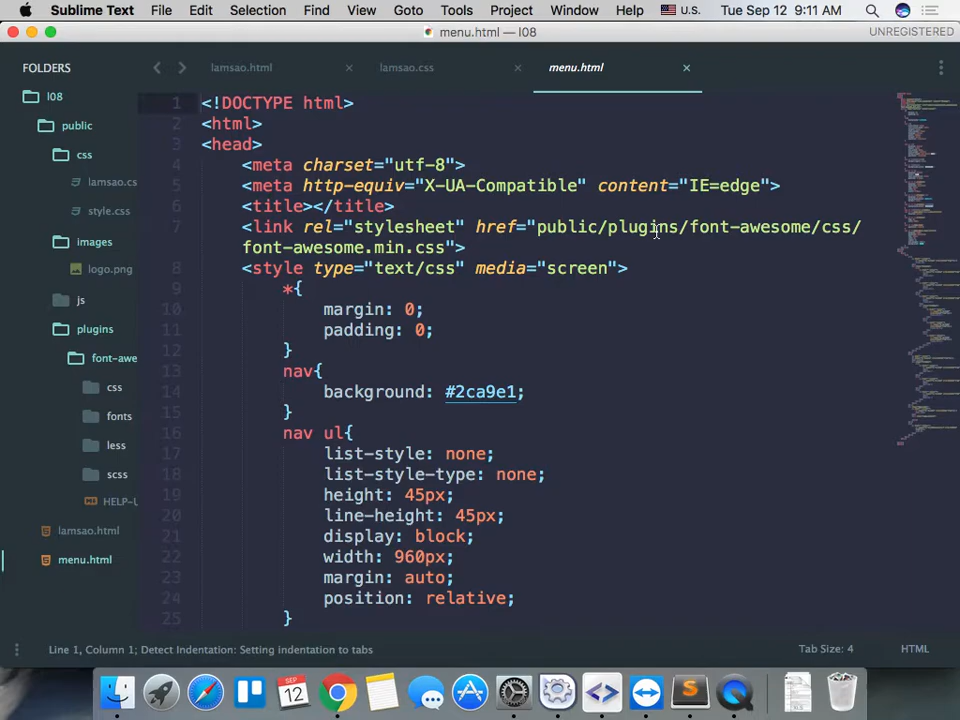 Sublime Text File Edit Selection Find View Goto Tools Project Window Help U.S. Tue Sep 12 9:11 AM
menu.html — l08 UNREGISTERED
FOLDERS
l08
public
css
lamsao.cs
style.css
images
logo.png
js
plugins
font-awe
css
fonts
less
scss
HELP-U
lamsao.html
menu.html
lamsao.html × lamsao.css × menu.html ×
1 <!DOCTYPE html>
2 <html>
3 <head>
4 <meta charset="utf-8">
5 <meta http-equiv="X-UA-Compatible" content="IE=edge">
6 <title></title>
7 <link rel="stylesheet" href="public/plugins/font-awesome/css/
font-awesome.min.css">
8 <style type="text/css" media="screen">
9 *{
10 margin: 0;
11 padding: 0;
12 }
13 nav{
14 background: #2ca9e1;
15 }
16 nav ul{
17 list-style: none;
18 list-style-type: none;
19 height: 45px;
20 line-height: 45px;
21 display: block;
22 width: 960px;
23 margin: auto;
24 position: relative;
25 }
Line 1, Column 1; Detect Indentation: Setting indentation to tabs Tab Size: 4 HTML
SEP
12